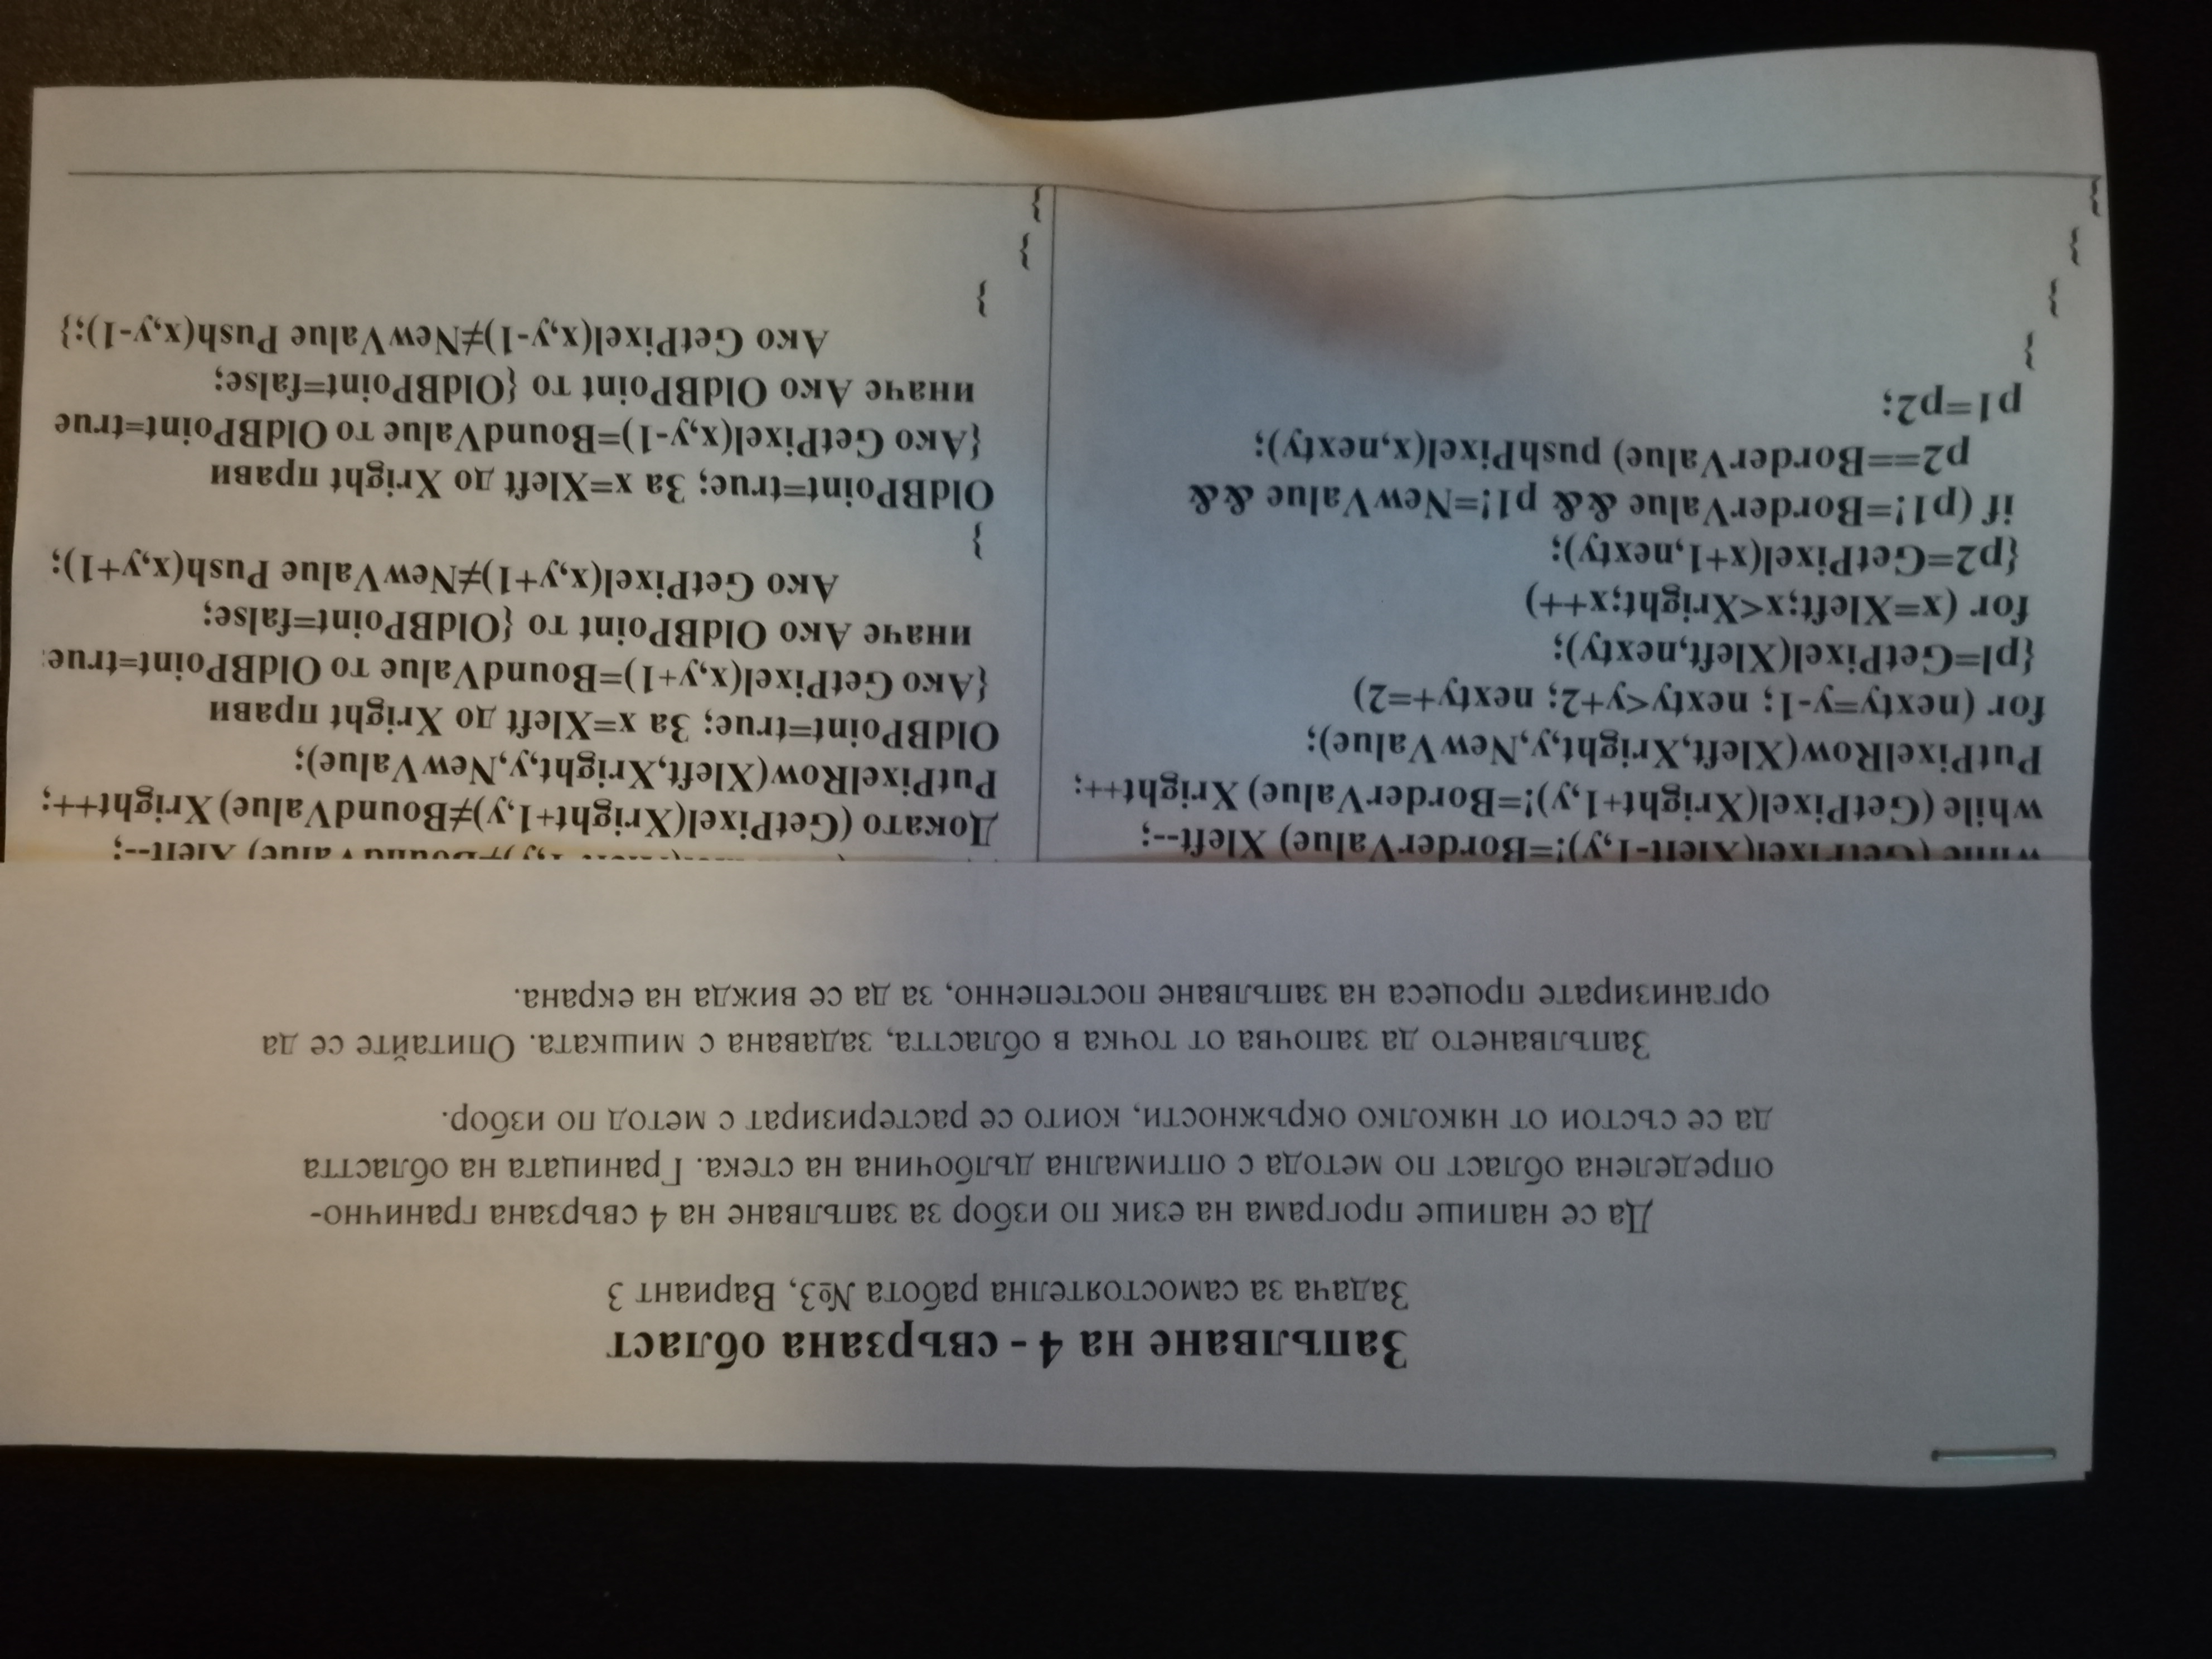 Запълване на 4 - свързана област
Задача за самостоятелна работа №3, Вариант 3
Да се напише програма на език по избор за запълване на 4 свързана гранично-
определена област по метода с оптимална дълбочина на стека. Границата на областта
да се състои от няколко окръжности, които се растеризират с метод по избор.
Запълването да започва от точка в областта, задавана с мишката. Опитайте се да
организирате процеса на запълване постепенно, за да се вижда на екрана.
while (GetPixel(Xleft-1,y)!=BorderValue) Xleft--;
while (GetPixel(Xright+1,y)!=BorderValue) Xright++;
PutPixelRow(Xleft,Xright,y,NewValue);
for (nexty=y-1; nexty<y+2; nexty+=2)
{pl=GetPixel(Xleft,nexty);
for (x=Xleft;x<Xright;x++)
{p2=GetPixel(x+1,nexty);
if (p1!=BorderValue && p1!=NewValue &&
p2==BorderValue) pushPixel(x,nexty);
p1=p2;
}
}
}
}
Xleft--;
Докато (GetPixel(Xright+1,y)≠BoundValue) Xright++;
PutPixelRow(Xleft,Xright,y,NewValue);
OldBPoint=true; За x=Xleft до Xright прави
{Ако GetPixel(x,y+1)=BoundValue то OldBPoint=true;
иначе Ако OldBPoint то {OldBPoint=false;
Ако GetPixel(x,y+1)≠NewValue Push(x,y+1);
}
OldBPoint=true; За x=Xleft до Xright прави
{Ако GetPixel(x,y-1)=BoundValue то OldBPoint=true
иначе Ако OldBPoint то {OldBPoint=false;
Ако GetPixel(x,y-1)≠NewValue Push(x,y-1);}
}
}
}